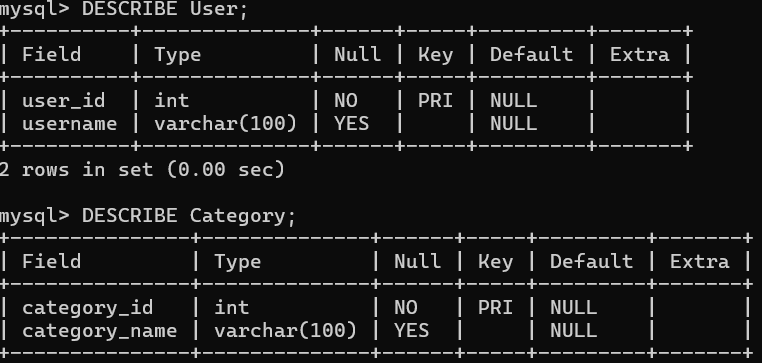 mysql> DESCRIBE User;
+----------+--------------+------+-----+---------+-------+
| Field    | Type         | Null | Key | Default | Extra |
+----------+--------------+------+-----+---------+-------+
| user_id  | int          | NO   | PRI | NULL    |       |
| username | varchar(100) | YES  |     | NULL    |       |
+----------+--------------+------+-----+---------+-------+
2 rows in set (0.00 sec)
mysql> DESCRIBE Category;
+---------------+--------------+------+-----+---------+-------+
| Field         | Type         | Null | Key | Default | Extra |
+---------------+--------------+------+-----+---------+-------+
| category_id   | int          | NO   | PRI | NULL    |       |
| category_name | varchar(100) | YES  |     | NULL    |       |
+---------------+--------------+------+-----+---------+-------+